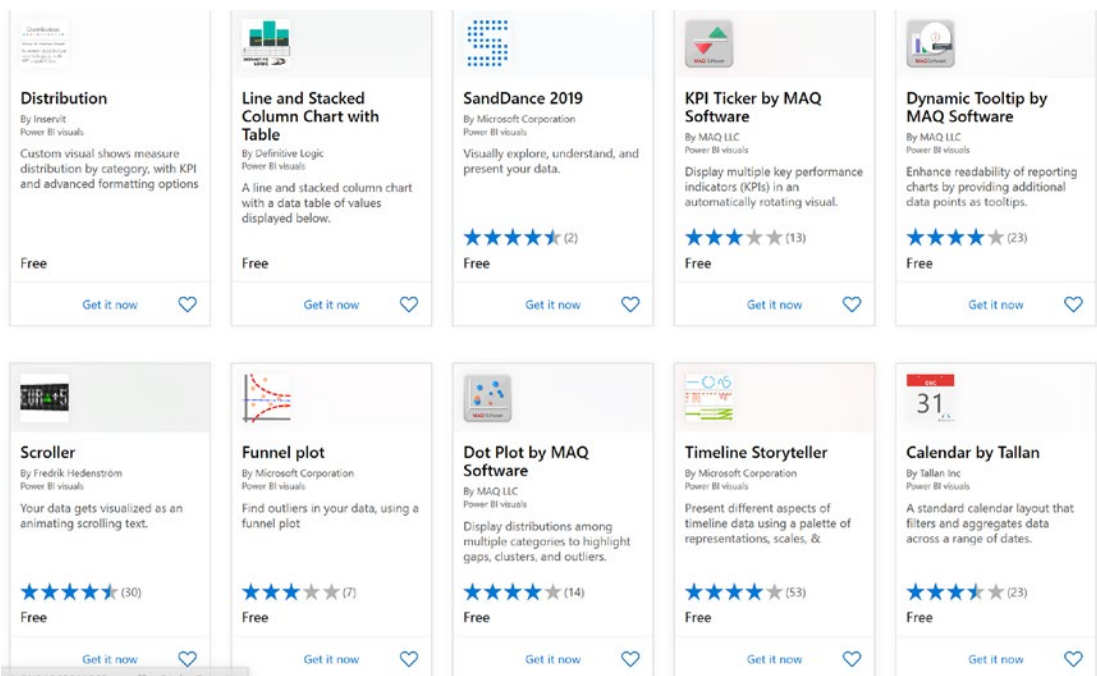 Distribution
By Inservit
Power BI visuals
Custom visual shows measure
distribution by category, with KPI
and advanced formatting options
Free
Get it now
Line and Stacked
Column Chart with
Table
By Definitive Logic
Power BI visuals
A line and stacked column chart
with a data table of values
displayed below.
Free
Get it now
SandDance 2019
By Microsoft Corporation
Power BI visuals
Visually explore, understand, and
present your data.
(2)
Free
Get it now
MAQ Software
KPI Ticker by MAQ
Software
By MAQ LLC
Power BI visuals
Display multiple key performance
indicators (KPIs) in an
automatically rotating visual.
(13)
Free
Get it now
MAQ Software
Dynamic Tooltip by
MAQ Software
By MAQ LLC
Power BI visuals
Enhance readability of reporting
charts by providing additional
data points as tooltips.
(23)
Free
Get it now
Scroller
By Fredrik Hedenström
Power BI visuals
Your data gets visualized as an
animating scrolling text.
(30)
Free
Get it now
Funnel plot
By Microsoft Corporation
Power BI visuals
Find outliers in your data, using a
funnel plot
(7)
Free
Get it now
MAQ Software
Dot Plot by MAQ
Software
By MAQ LLC
Power BI visuals
Display distributions among
multiple categories to highlight
gaps, clusters, and outliers.
(14)
Free
Get it now
Timeline Storyteller
By Microsoft Corporation
Power BI visuals
Present different aspects of
timeline data using a palette of
representations, scales, &
(53)
Free
Get it now
31
Calendar by Tallan
By Tallan Inc
Power BI visuals
A standard calendar layout that
filters and aggregates data
across a range of dates.
(23)
Free
Get it now